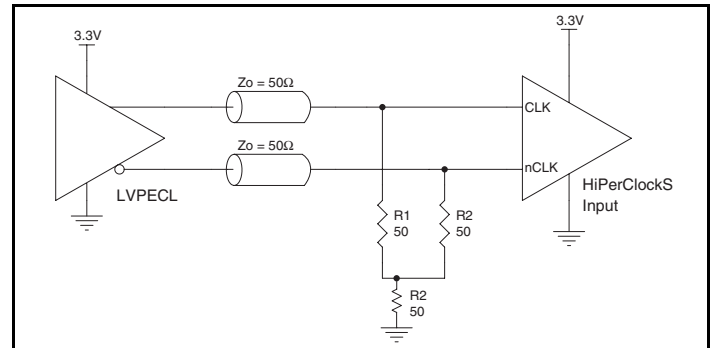 3.3V
3.3V
Zo = 50Ω
CLK
Zo = 50Ω
nCLK
LVPECL
HiPerClockS
Input
R1
50
R2
50
R2
50